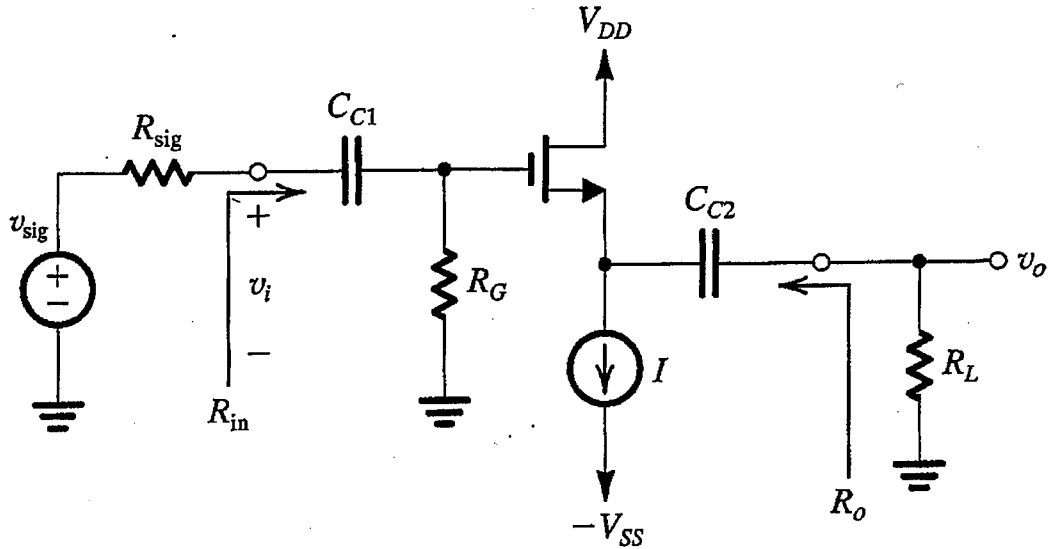 V_DD
C_C1
R_sig
C_C2
v_sig
+
−
+
v_i
−
R_G
v_o
I
R_L
R_in
R_o
−V_SS